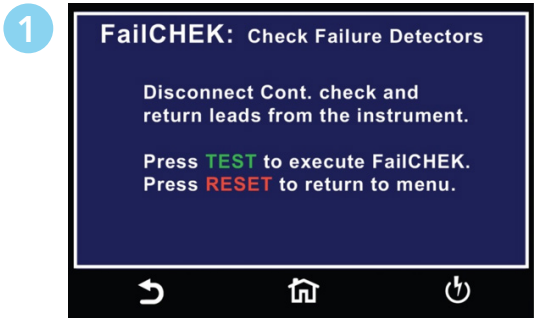 1
FailCHEK: Check Failure Detectors
Disconnect Cont. check and
return leads from the instrument.
Press TEST to execute FailCHEK.
Press RESET to return to menu.